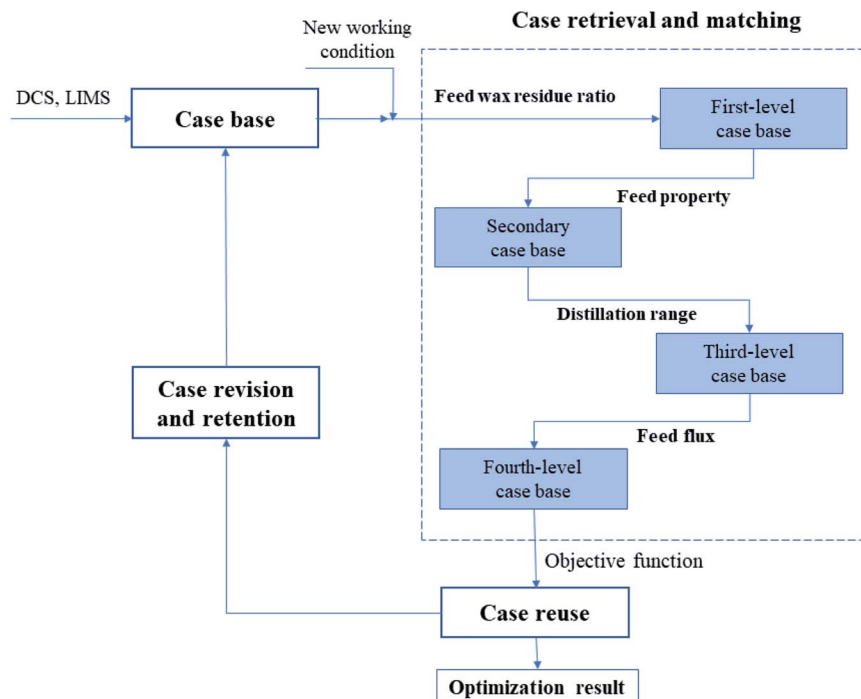 Case retrieval and matching
New working
condition
DCS, LIMS
Case base
Feed wax residue ratio
First-level
case base
Feed property
Secondary
case base
Distillation range
Third-level
case base
Case revision
and retention
Feed flux
Fourth-level
case base
Objective function
Case reuse
Optimization result